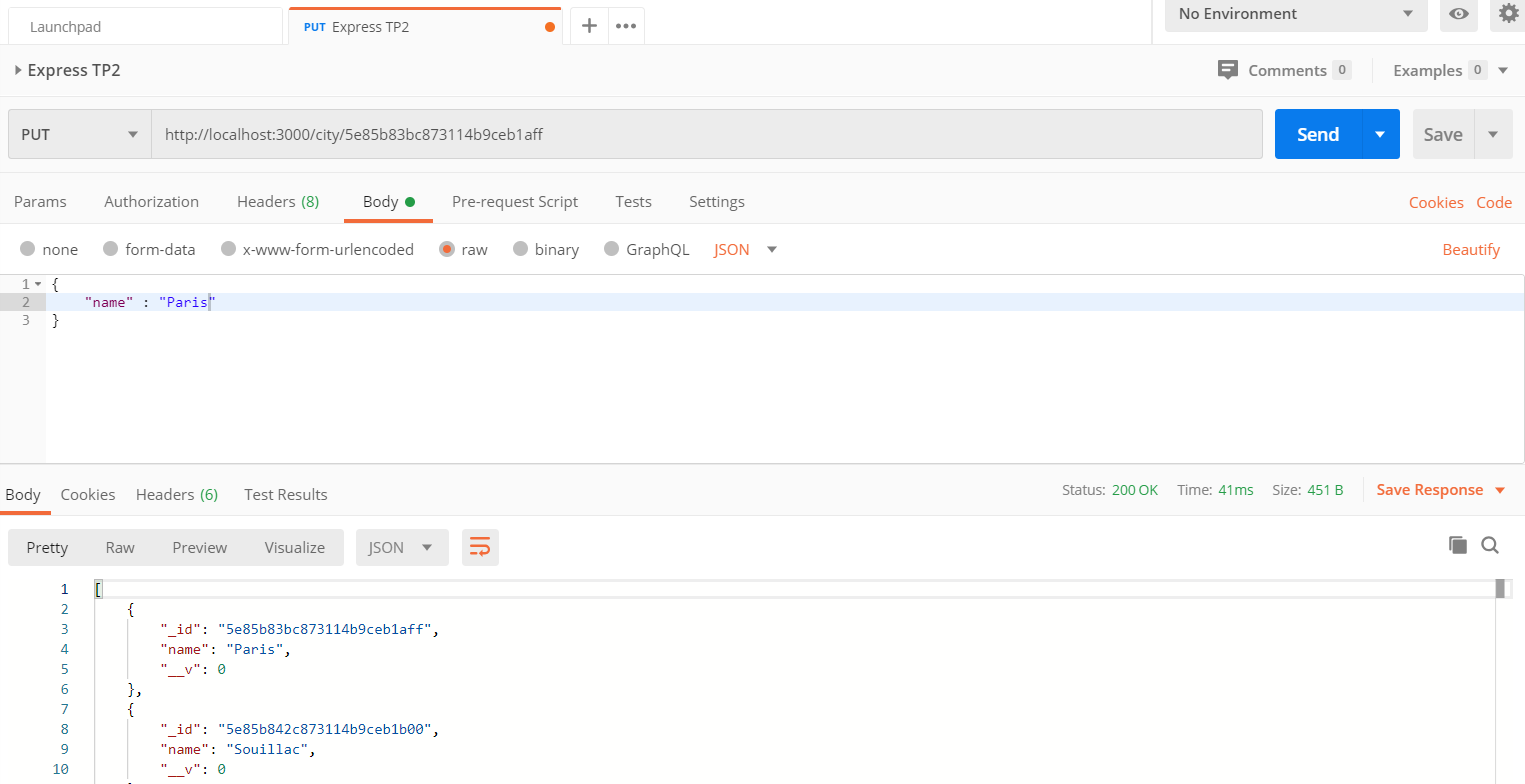 Launchpad
PUT Express TP2
No Environment
Express TP2
Comments 0
Examples 0
PUT
http://localhost:3000/city/5e85b83bc873114b9ceb1aff
Send
Save
Params Authorization Headers (8) Body Pre-request Script Tests Settings
Cookies Code
none form-data x-www-form-urlencoded raw binary GraphQL JSON
Beautify
1 {
2 "name" : "Paris"
3 }
Body Cookies Headers (6) Test Results
Status: 200 OK Time: 41ms Size: 451 B
Save Response
Pretty Raw Preview Visualize JSON
1 [
2 {
3 "_id": "5e85b83bc873114b9ceb1aff",
4 "name": "Paris",
5 "__v": 0
6 },
7 {
8 "_id": "5e85b842c873114b9ceb1b00",
9 "name": "Souillac",
10 "__v": 0